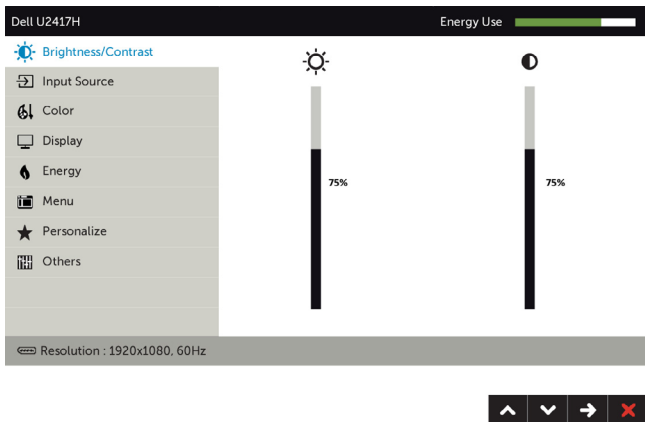 Dell U2417H
Energy Use
Brightness/Contrast
Input Source
Color
Display
Energy
Menu
Personalize
Others
75%
75%
Resolution : 1920x1080, 60Hz